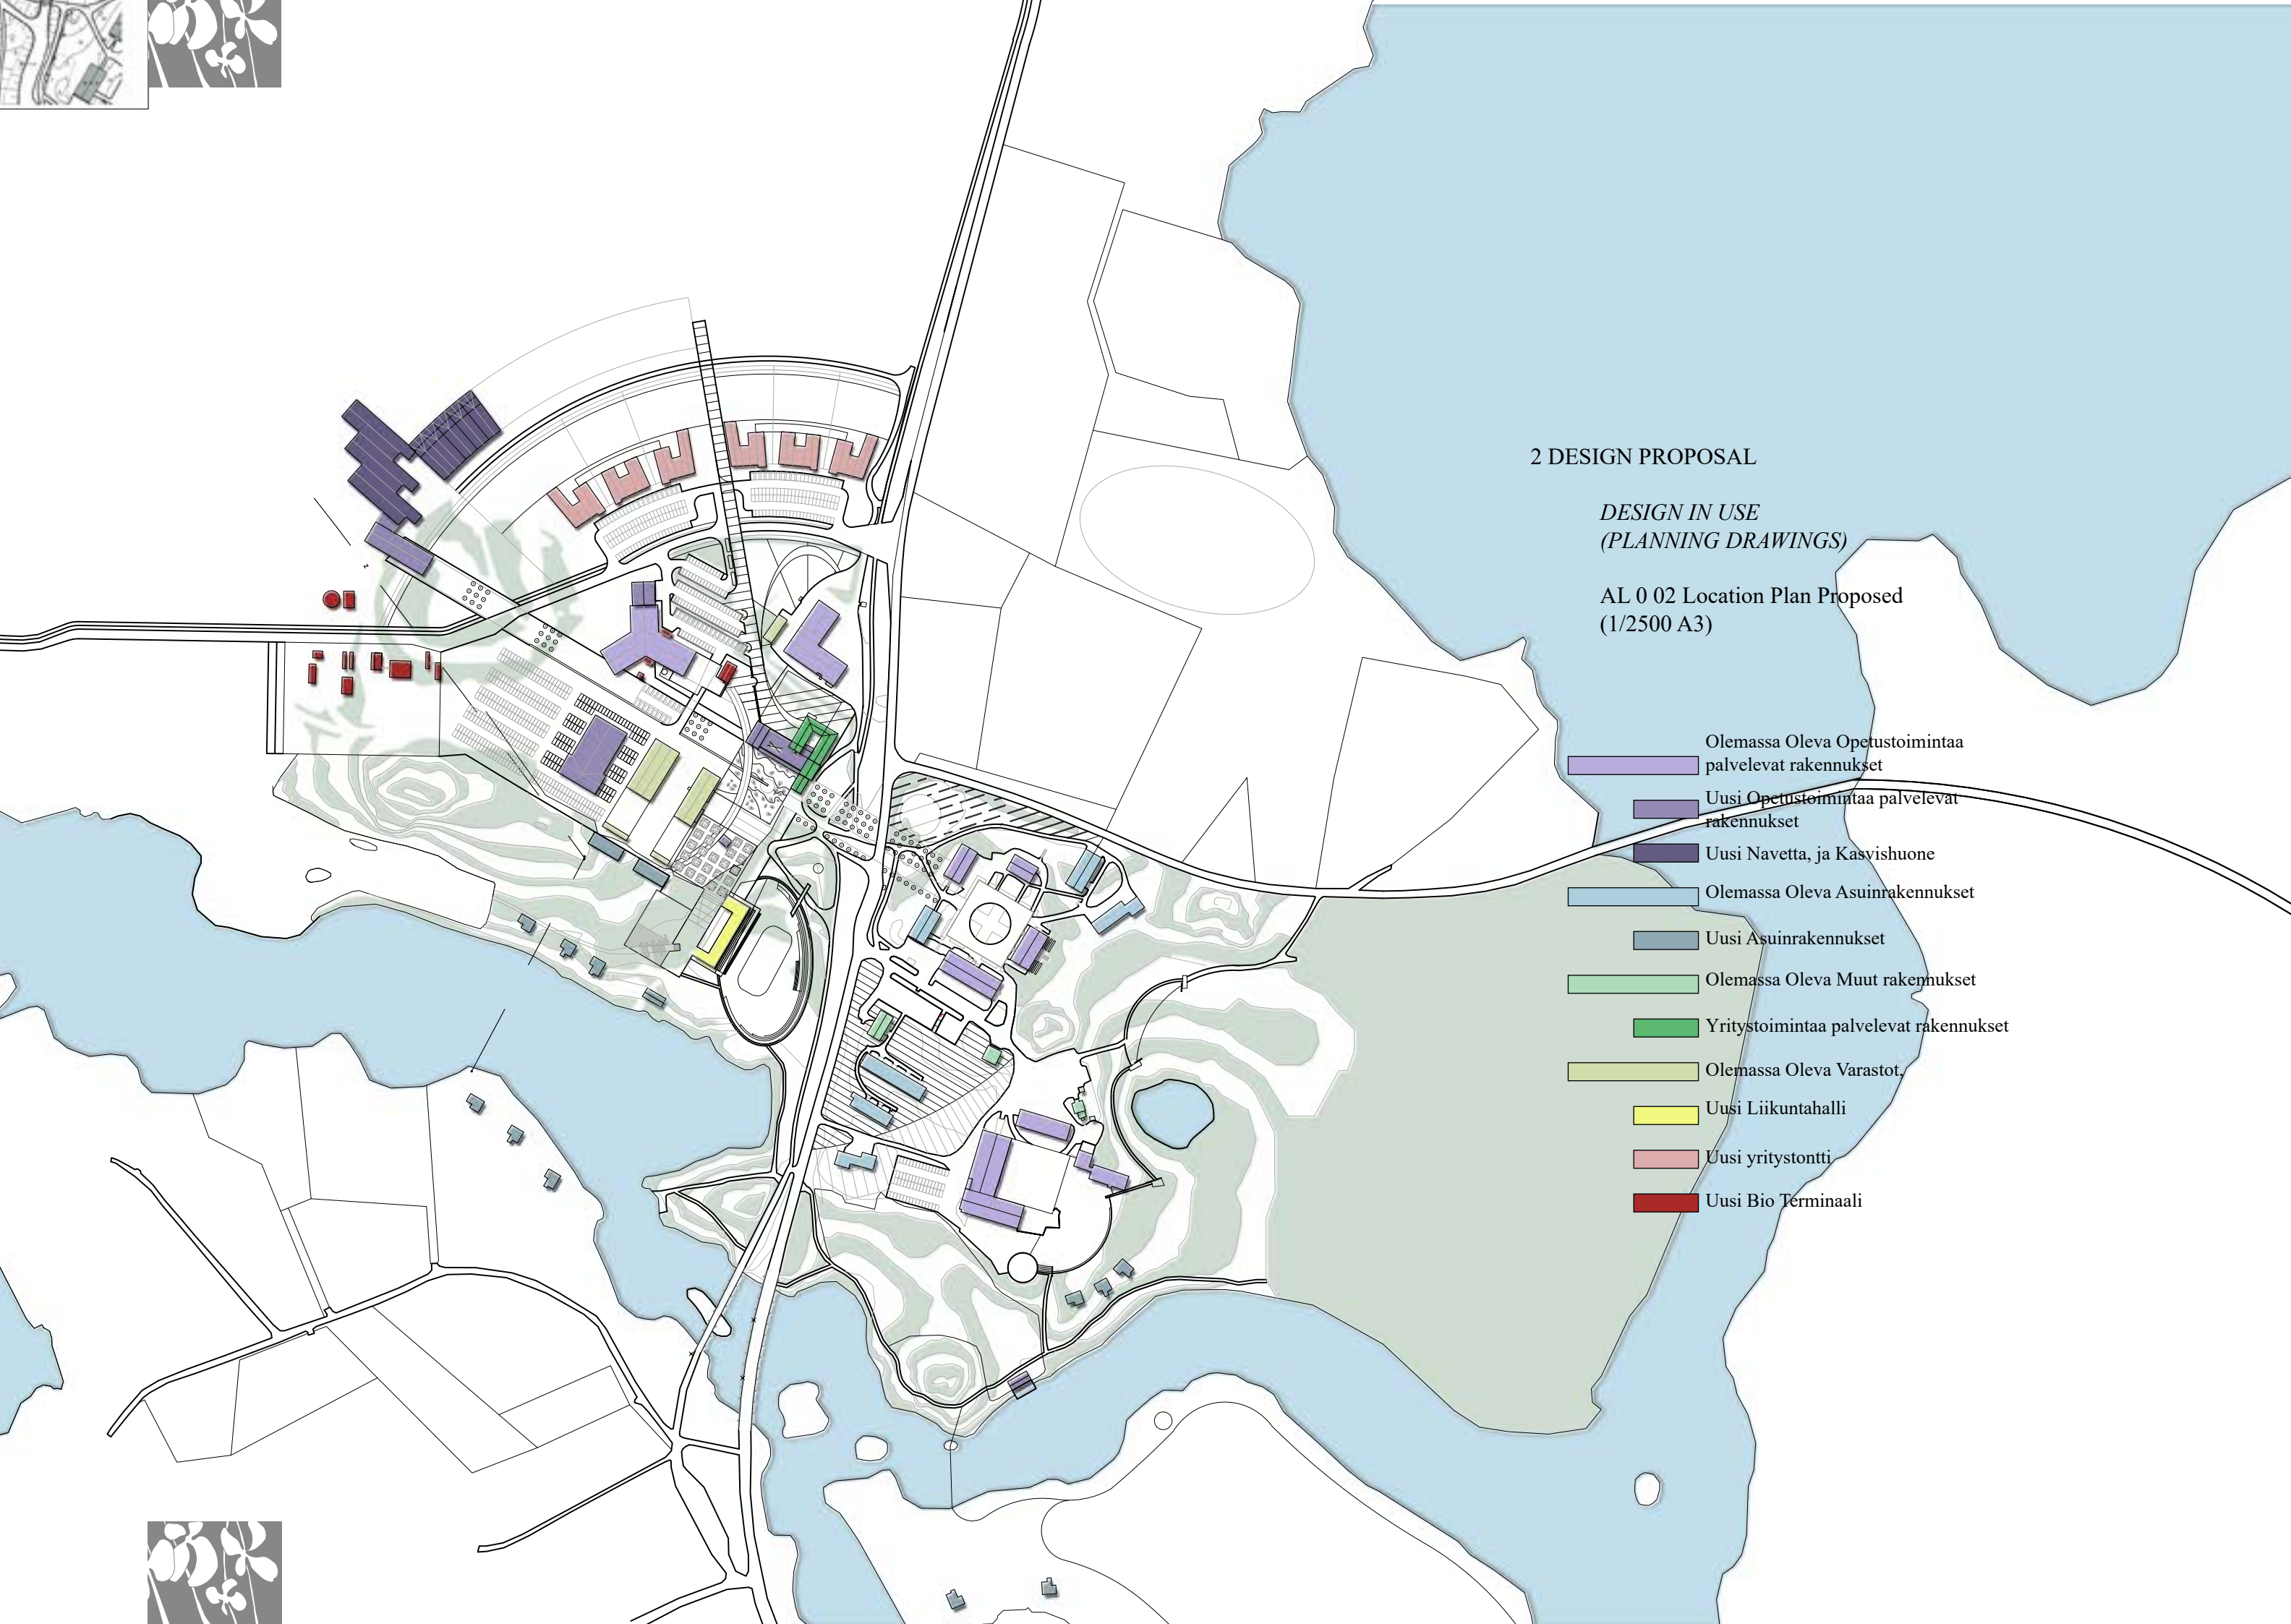 2 DESIGN PROPOSAL
DESIGN IN USE
(PLANNING DRAWINGS)
AL 0 02 Location Plan Proposed
(1/2500 A3)
Olemassa Oleva Opetustoimintaa
palvelevat rakennukset
Uusi Opetustoimintaa palvelevat
rakennukset
Uusi Navetta, ja Kasvishuone
Olemassa Oleva Asuinrakennukset
Uusi Asuinrakennukset
Olemassa Oleva Muut rakennukset
Yritystoimintaa palvelevat rakennukset
Olemassa Oleva Varastot,
Uusi Liikuntahalli
Uusi yritystontti
Uusi Bio Terminaali